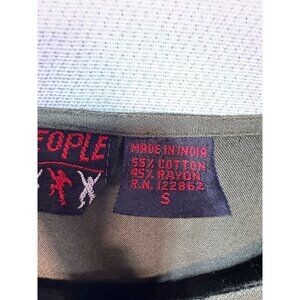 EOPLE
MADE IN INDIA
55% COTTON
45% RAYON
R.N. 122862
S